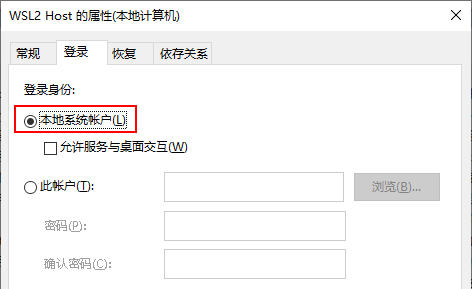 WSL2 Host 的属性(本地计算机)
常规 登录 恢复 依存关系
登录身份:
本地系统帐户(L)
允许服务与桌面交互(W)
此帐户(T): 浏览(B)...
密码(P):
确认密码(C):